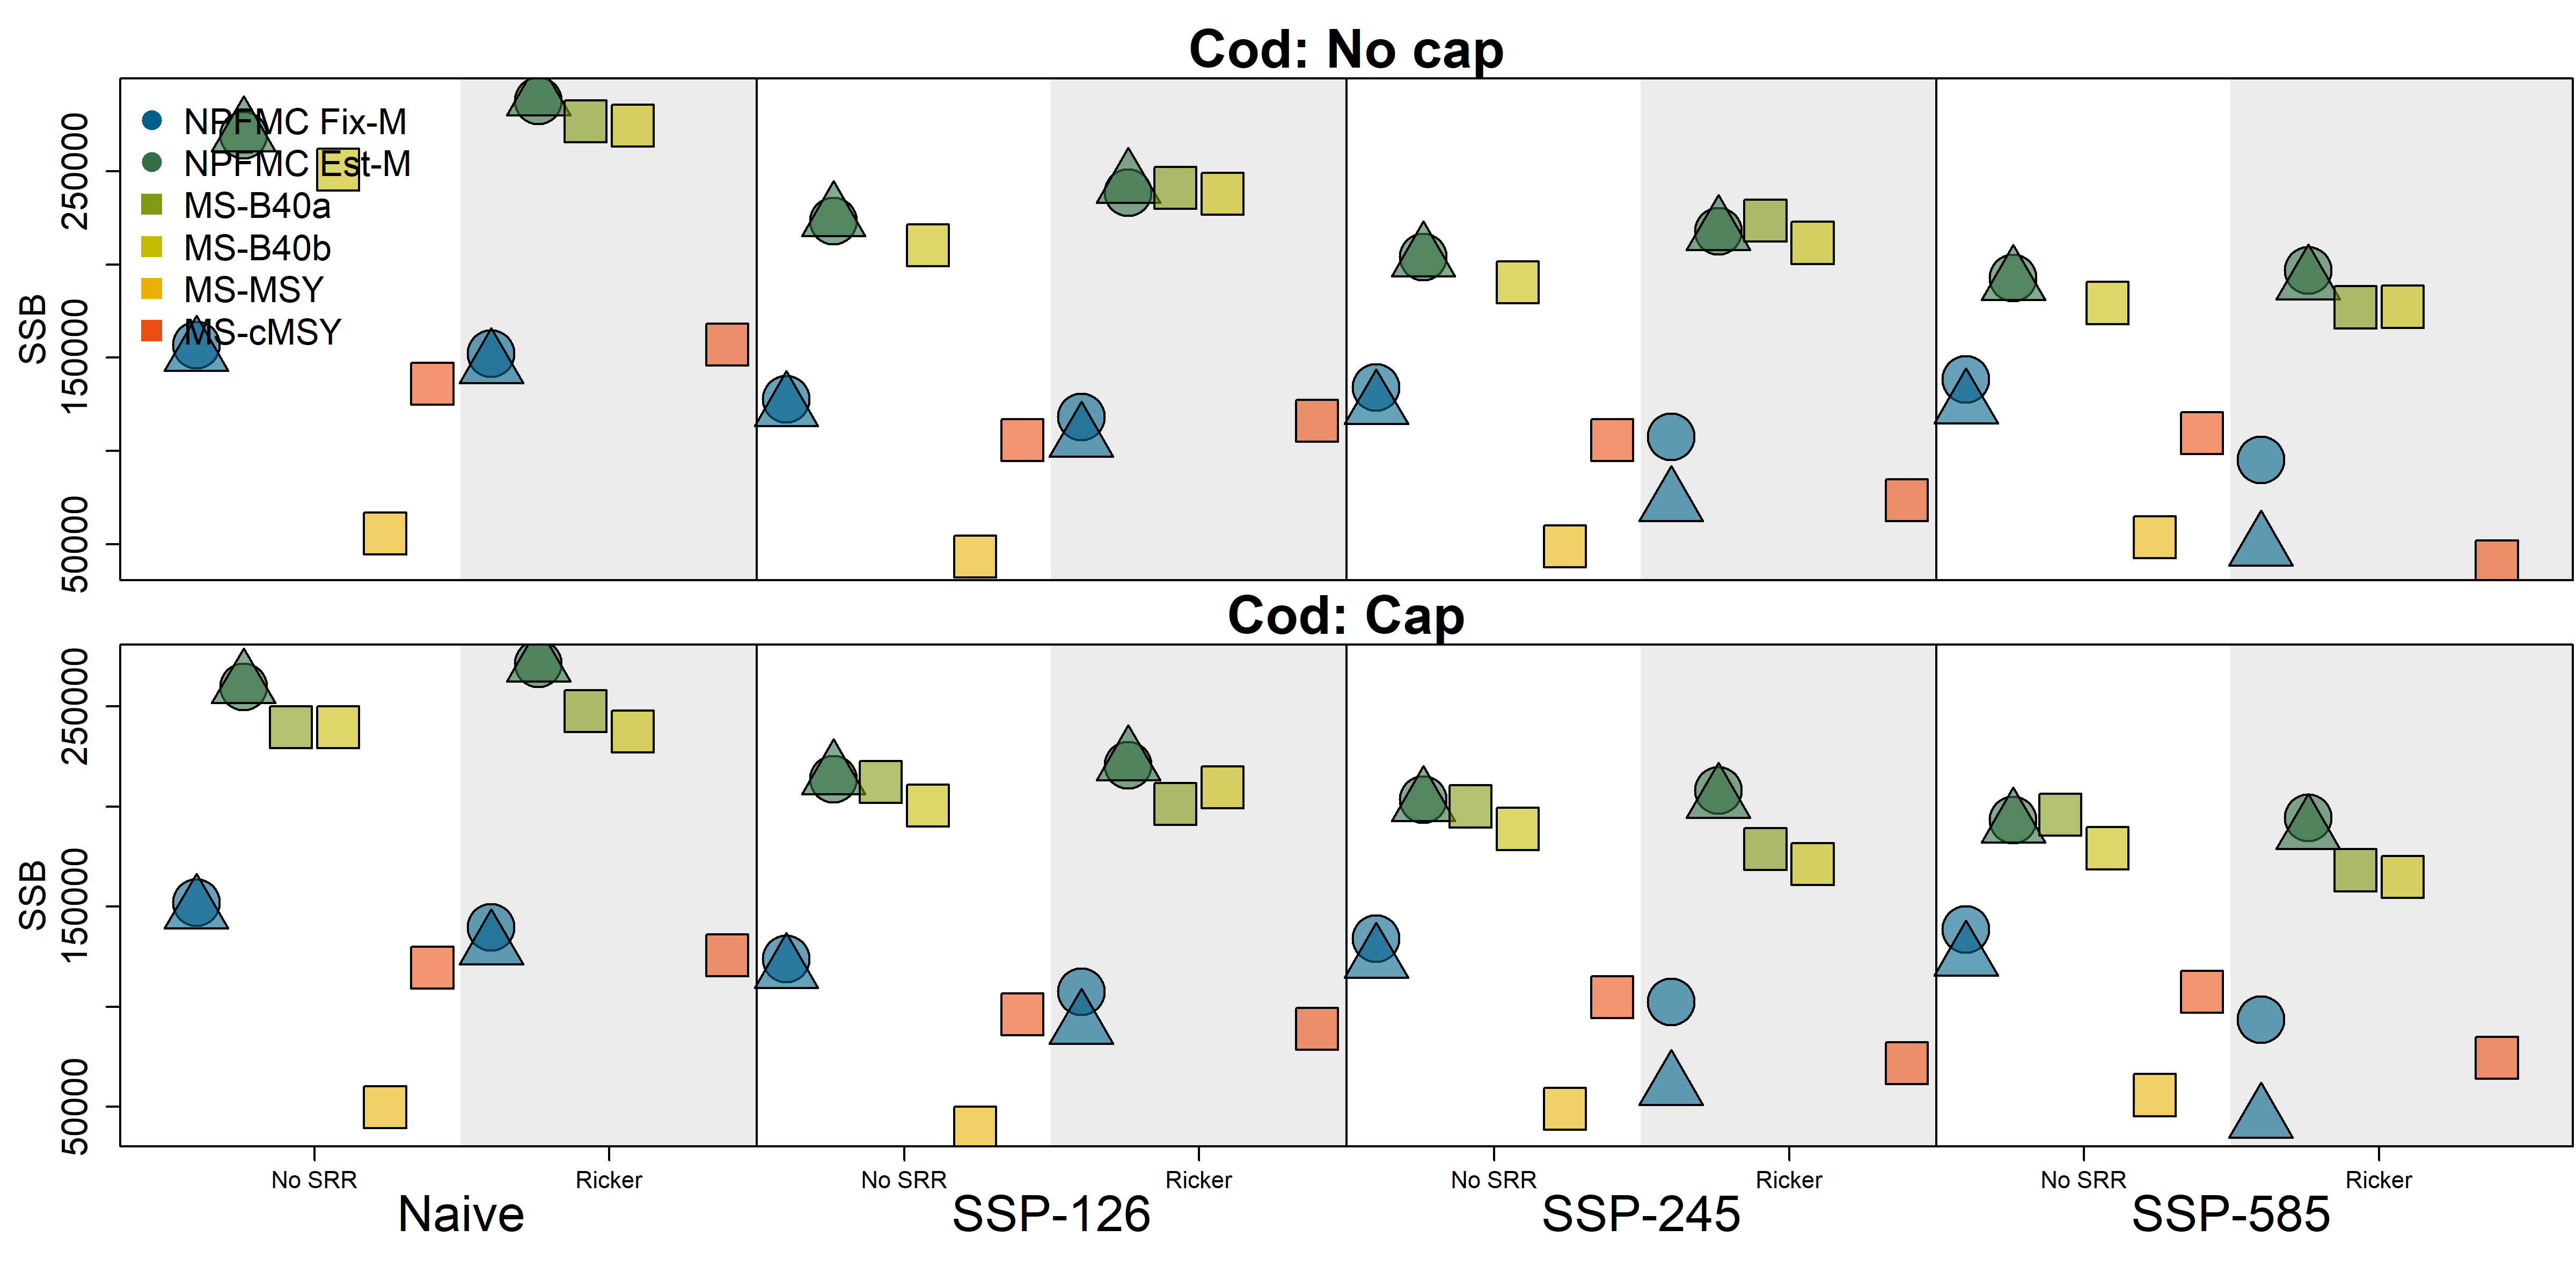 Cod: No cap
NPFMC Fix-M
NPFMC Est-M
MS-B40a
MS-B40b
MS-MSY
MS-cMSY
SSB
250000
150000
50000
Cod: Cap
SSB
250000
150000
50000
No SRR Ricker No SRR Ricker No SRR Ricker No SRR Ricker
Naive SSP-126 SSP-245 SSP-585